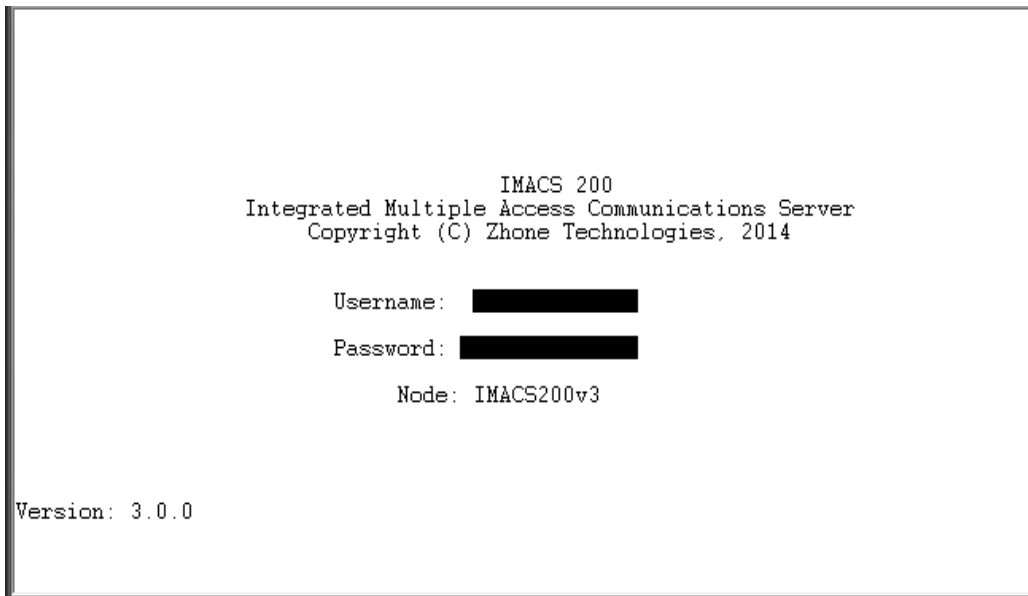 IMACS 200
Integrated Multiple Access Communications Server
Copyright (C) Zhone Technologies, 2014
Username:
Password:
Node: IMACS200v3
Version: 3.0.0